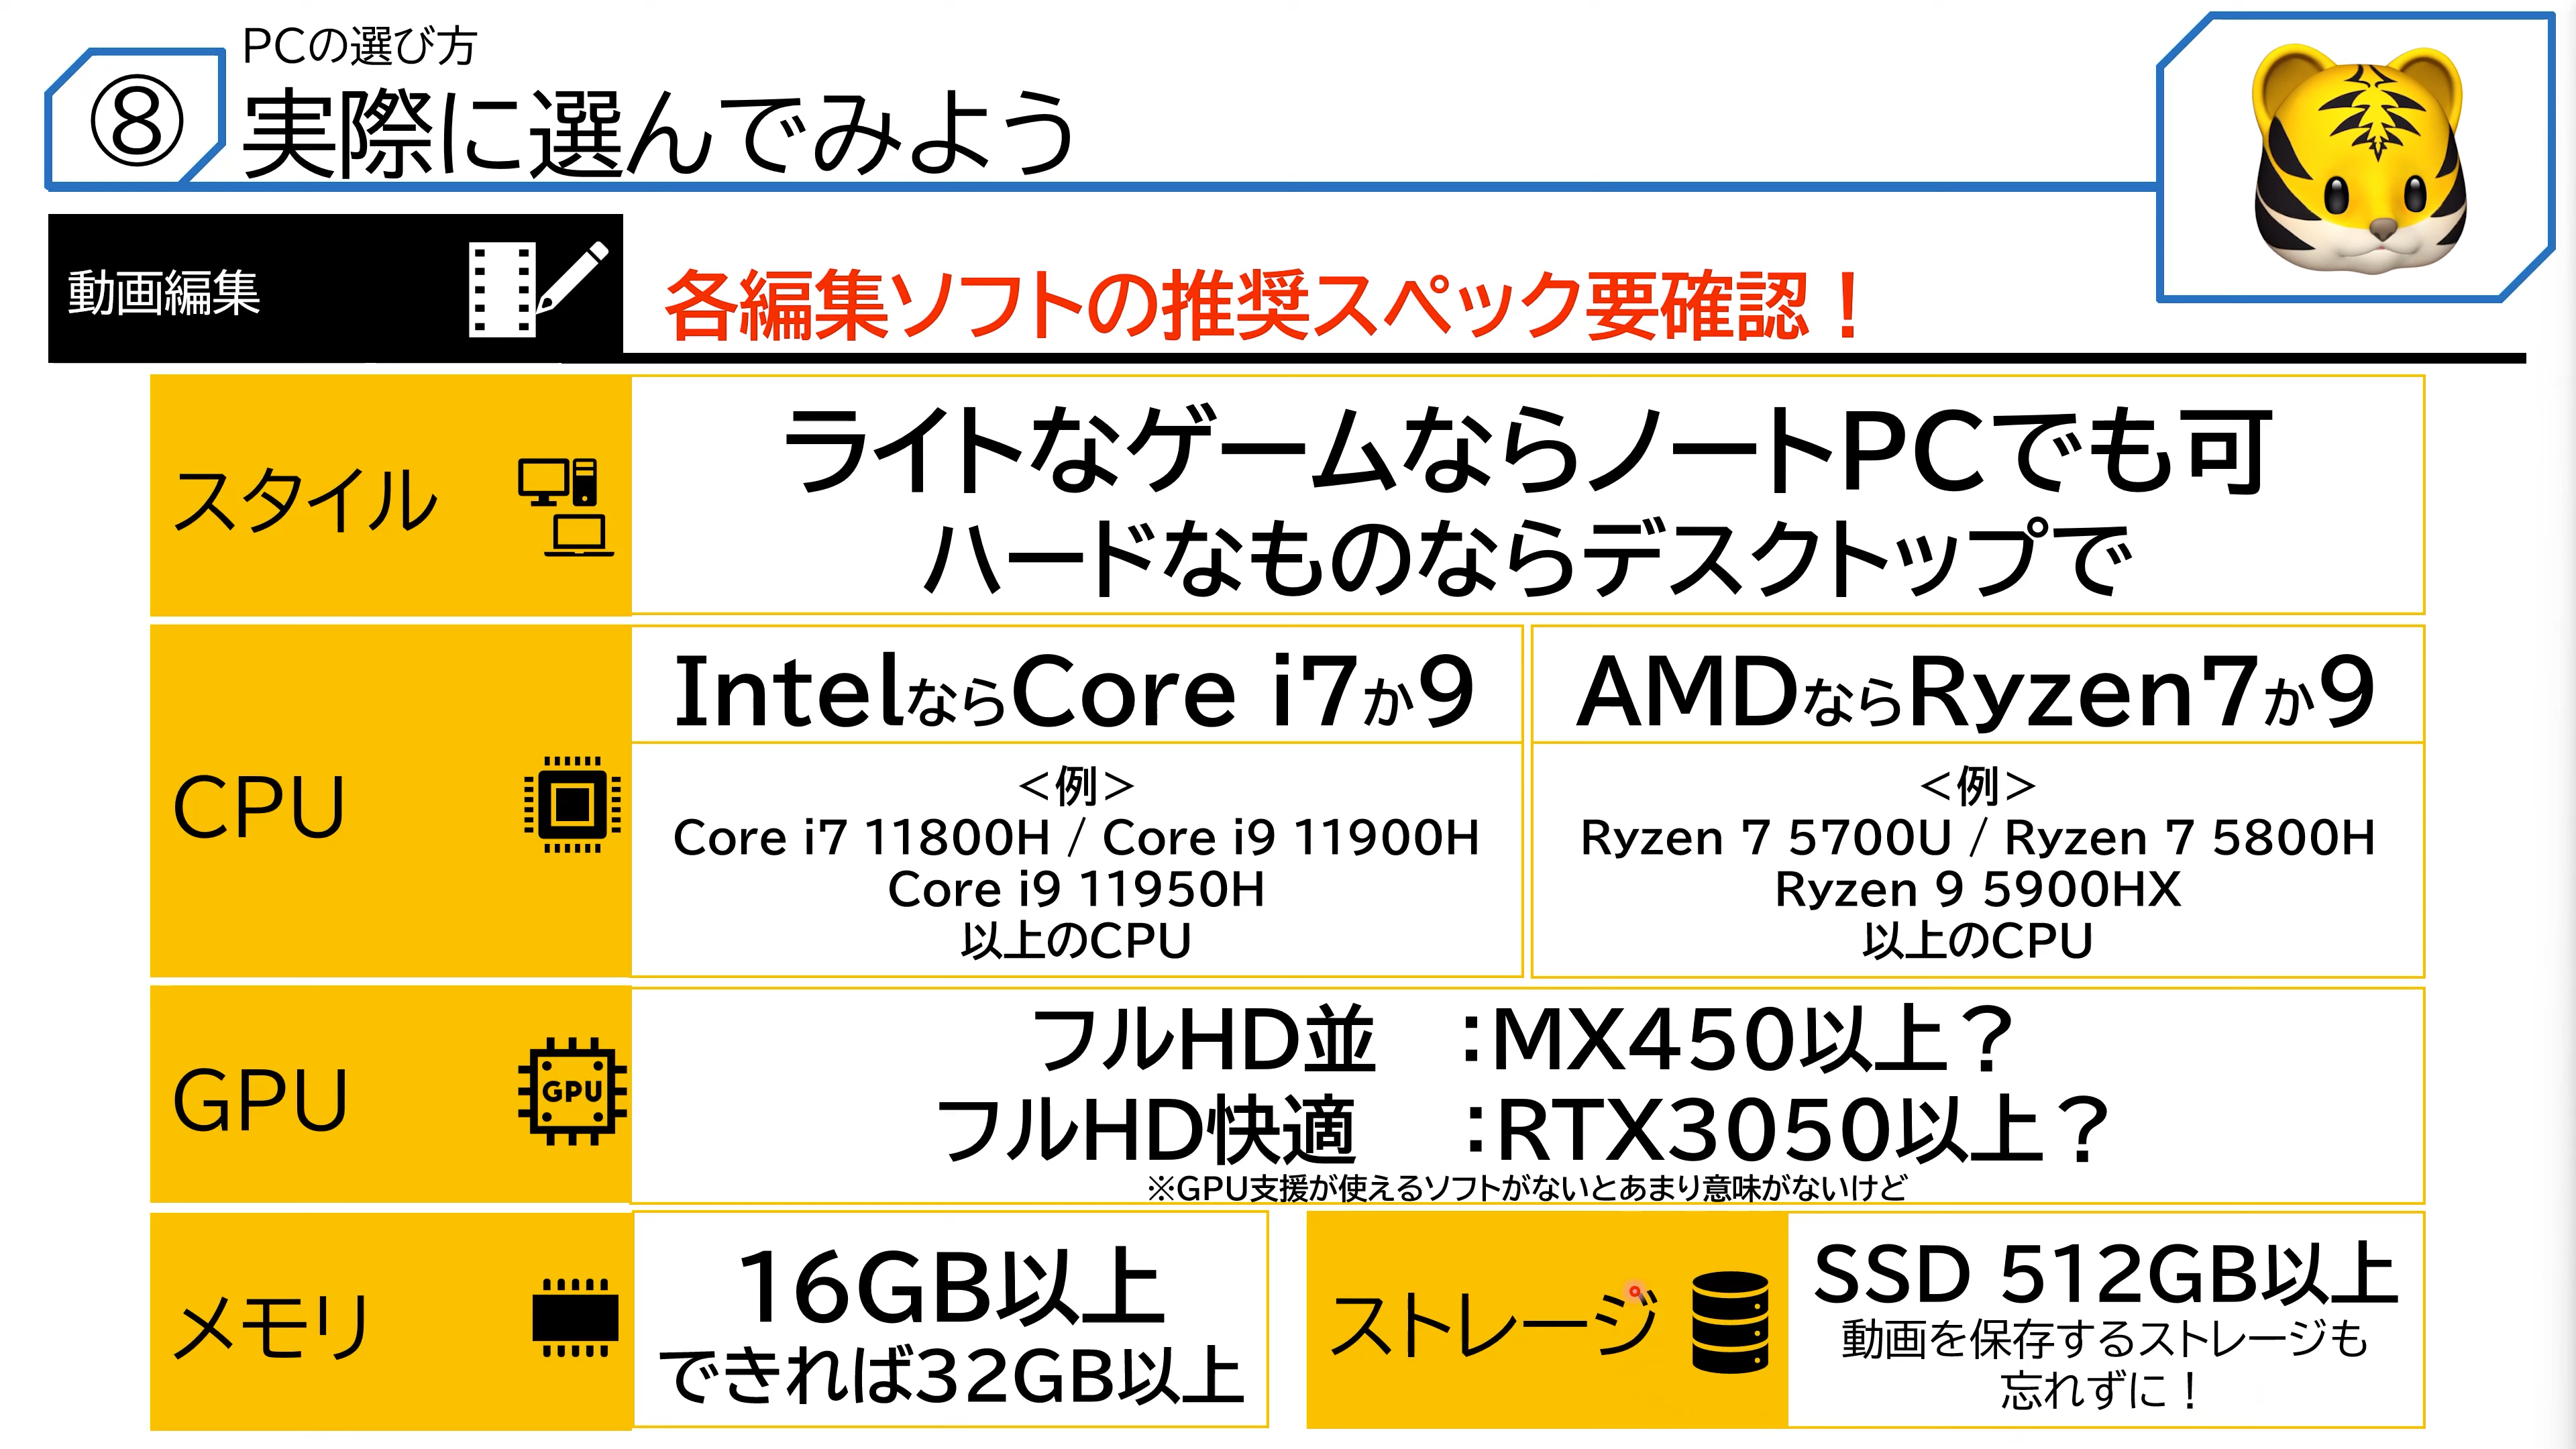 PCの選び方
⑧ 実際に選んでみよう
動画編集
各編集ソフトの推奨スペック要確認！
スタイル
ライトなゲームならノートPCでも可
ハードなものならデスクトップで
CPU
IntelならCore i7か9
＜例＞
Core i7 11800H / Core i9 11900H
Core i9 11950H
以上のCPU
AMDならRyzen7か9
＜例＞
Ryzen 7 5700U / Ryzen 7 5800H
Ryzen 9 5900HX
以上のCPU
GPU
GPU
フルHD並　：MX450以上？
フルHD快適　：RTX3050以上？
※GPU支援が使えるソフトがないとあまり意味がないけど
メモリ
16GB以上
できれば32GB以上
ストレージ
SSD 512GB以上
動画を保存するストレージも
忘れずに！